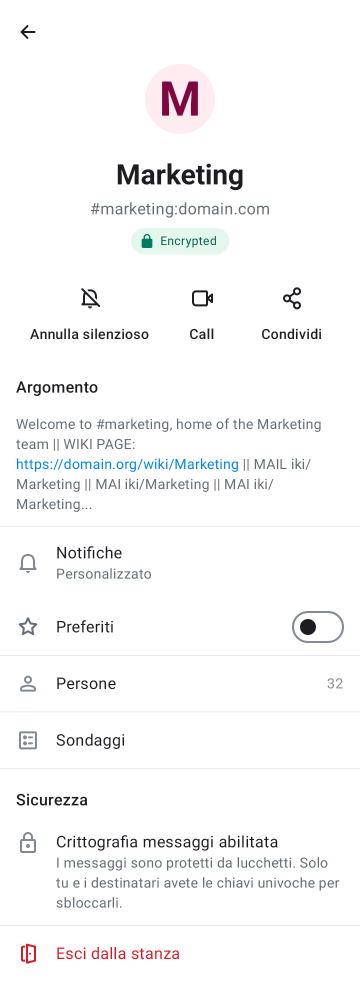 M
Marketing
#marketing:domain.com
Encrypted
Annulla silenzioso
Call
Condividi
Argomento
Welcome to #marketing, home of the Marketing
team || WIKI PAGE:
https://domain.org/wiki/Marketing || MAIL iki/
Marketing || MAI iki/Marketing || MAI iki/
Marketing...
Notifiche
Personalizzato
Preferiti
Persone 32
Sondaggi
Sicurezza
Crittografia messaggi abilitata
I messaggi sono protetti da lucchetti. Solo
tu e i destinatari avete le chiavi univoche per
sbloccarli.
Esci dalla stanza